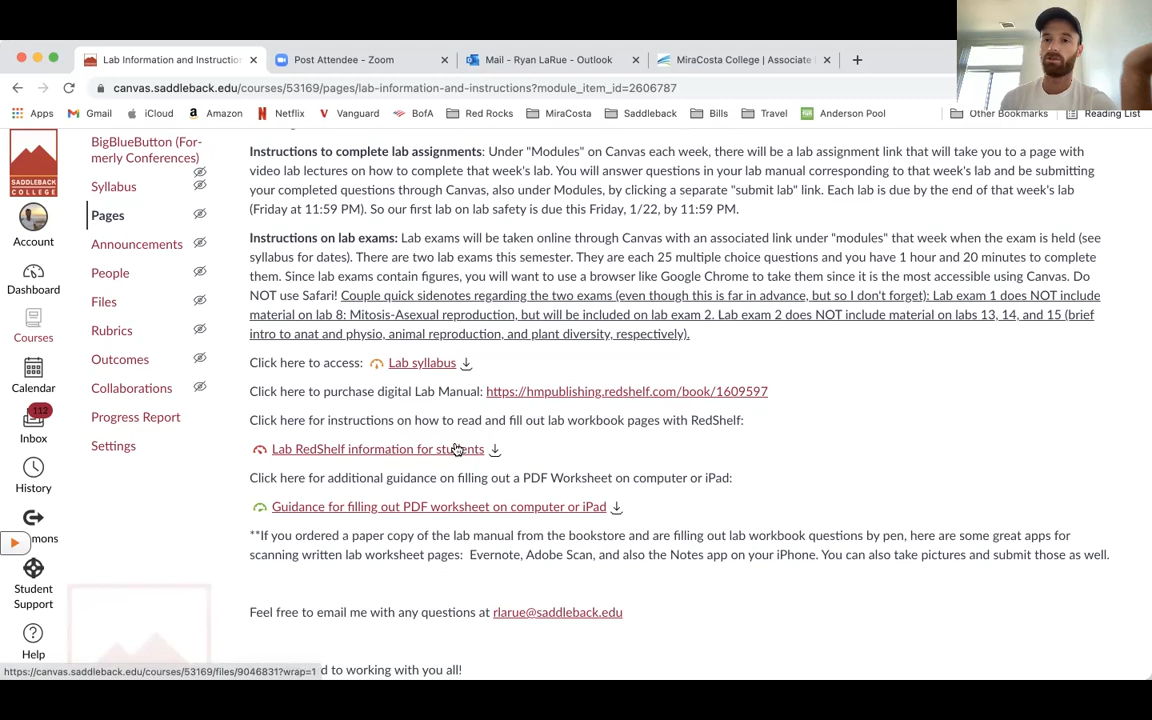 Lab Information and Instruction
Post Attendee - Zoom
Mail - Ryan LaRue - Outlook
MiraCosta College | Associate
canvas.saddleback.edu/courses/53169/pages/lab-information-and-instructions?module_item_id=2606787
Apps
Gmail
iCloud
Amazon
Netflix
Vanguard
BofA
Red Rocks
MiraCosta
Saddleback
Bills
Travel
Anderson Pool
Other Bookmarks
Reading List
SADDLEBACK
COLLEGE
Account
Dashboard
Courses
Calendar
112
Inbox
History
mmons
Student
Support
Help
BigBlueButton (For-
merly Conferences)
Syllabus
Pages
Announcements
People
Files
Rubrics
Outcomes
Collaborations
Progress Report
Settings
Instructions to complete lab assignments: Under "Modules" on Canvas each week, there will be a lab assignment link that will take you to a page with
video lab lectures on how to complete that week's lab. You will answer questions in your lab manual corresponding to that week's lab and be submitting
your completed questions through Canvas, also under Modules, by clicking a separate "submit lab" link. Each lab is due by the end of that week's lab
(Friday at 11:59 PM). So our first lab on lab safety is due this Friday, 1/22, by 11:59 PM.
Instructions on lab exams: Lab exams will be taken online through Canvas with an associated link under "modules" that week when the exam is held (see
syllabus for dates). There are two lab exams this semester. They are each 25 multiple choice questions and you have 1 hour and 20 minutes to complete
them. Since lab exams contain figures, you will want to use a browser like Google Chrome to take them since it is the most accessible using Canvas. Do
NOT use Safari! Couple quick sidenotes regarding the two exams (even though this is far in advance, but so I don't forget): Lab exam 1 does NOT include
material on lab 8: Mitosis-Asexual reproduction, but will be included on lab exam 2. Lab exam 2 does NOT include material on labs 13, 14, and 15 (brief
intro to anat and physio, animal reproduction, and plant diversity, respectively).
Click here to access: Lab syllabus
Click here to purchase digital Lab Manual: https://hmpublishing.redshelf.com/book/1609597
Click here for instructions on how to read and fill out lab workbook pages with RedShelf:
Lab RedShelf information for students
Click here for additional guidance on filling out a PDF Worksheet on computer or iPad:
Guidance for filling out PDF worksheet on computer or iPad
**If you ordered a paper copy of the lab manual from the bookstore and are filling out lab workbook questions by pen, here are some great apps for
scanning written lab worksheet pages: Evernote, Adobe Scan, and also the Notes app on your iPhone. You can also take pictures and submit those as well.
Feel free to email me with any questions at rlarue@saddleback.edu
d to working with you all!
https://canvas.saddleback.edu/courses/53169/files/9046831?wrap=1